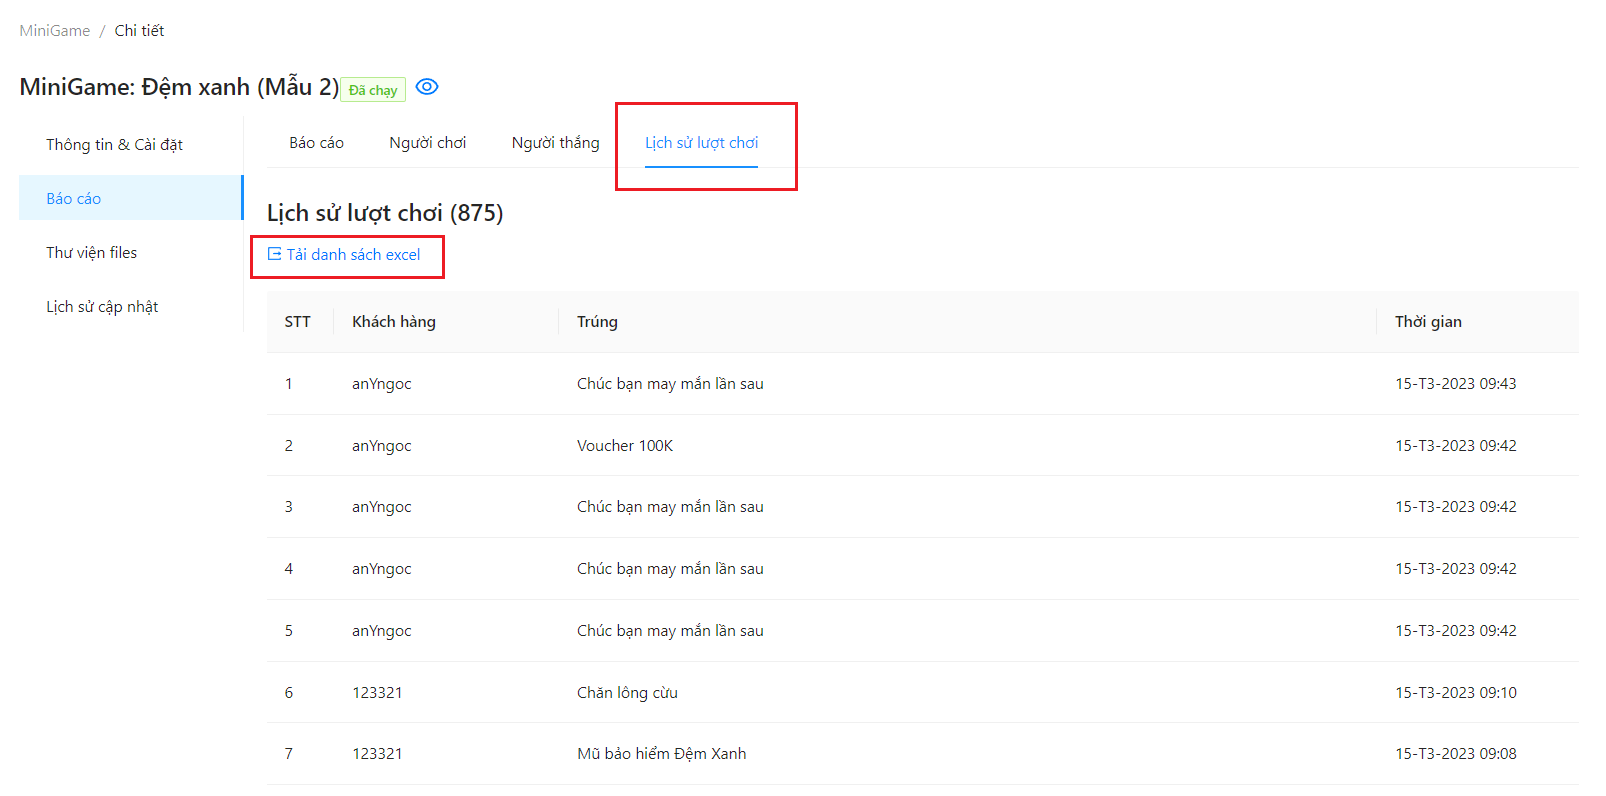 MiniGame / Chi tiết
MiniGame: Đệm xanh (Mẫu 2) Đã chạy
Thông tin & Cài đặt
Báo cáo
Thư viện files
Lịch sử cập nhật
Báo cáo Người chơi Người thắng Lịch sử lượt chơi
Lịch sử lượt chơi (875)
Tải danh sách excel
STT Khách hàng Trúng Thời gian
1 anYngoc Chúc bạn may mắn lần sau 15-T3-2023 09:43
2 anYngoc Voucher 100K 15-T3-2023 09:42
3 anYngoc Chúc bạn may mắn lần sau 15-T3-2023 09:42
4 anYngoc Chúc bạn may mắn lần sau 15-T3-2023 09:42
5 anYngoc Chúc bạn may mắn lần sau 15-T3-2023 09:42
6 123321 Chăn lông cừu 15-T3-2023 09:10
7 123321 Mũ bảo hiểm Đệm Xanh 15-T3-2023 09:08